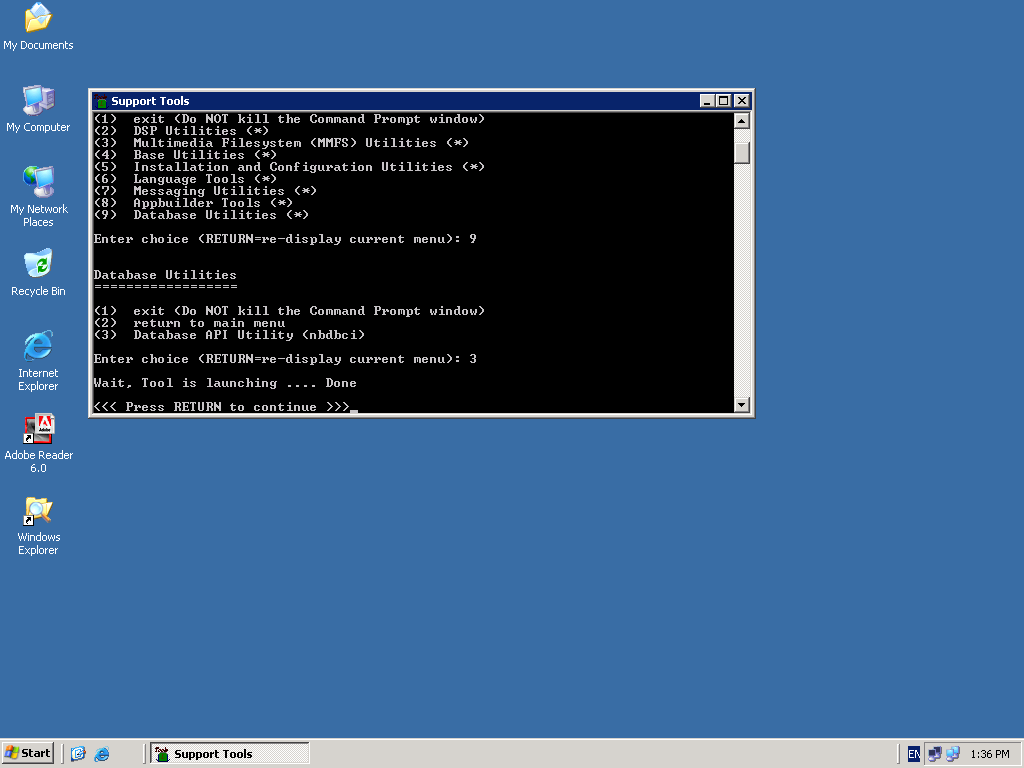 My Documents
My Computer
My Network
Places
Recycle Bin
Internet
Explorer
Adobe
Adobe Reader
6.0
Windows
Explorer
Support Tools
(1)  exit (Do NOT kill the Command Prompt window)
(2)  DSP Utilities (*)
(3)  Multimedia Filesystem (MMFS) Utilities (*)
(4)  Base Utilities (*)
(5)  Installation and Configuration Utilities (*)
(6)  Language Tools (*)
(7)  Messaging Utilities (*)
(8)  Appbuilder Tools (*)
(9)  Database Utilities (*)
Enter choice (RETURN=re-display current menu): 9
Database Utilities
==================
(1)  exit (Do NOT kill the Command Prompt window)
(2)  return to main menu
(3)  Database API Utility (nbdbci)
Enter choice (RETURN=re-display current menu): 3
Wait, Tool is launching .... Done
<<< Press RETURN to continue >>>_
Start
Support Tools
EN
1:36 PM